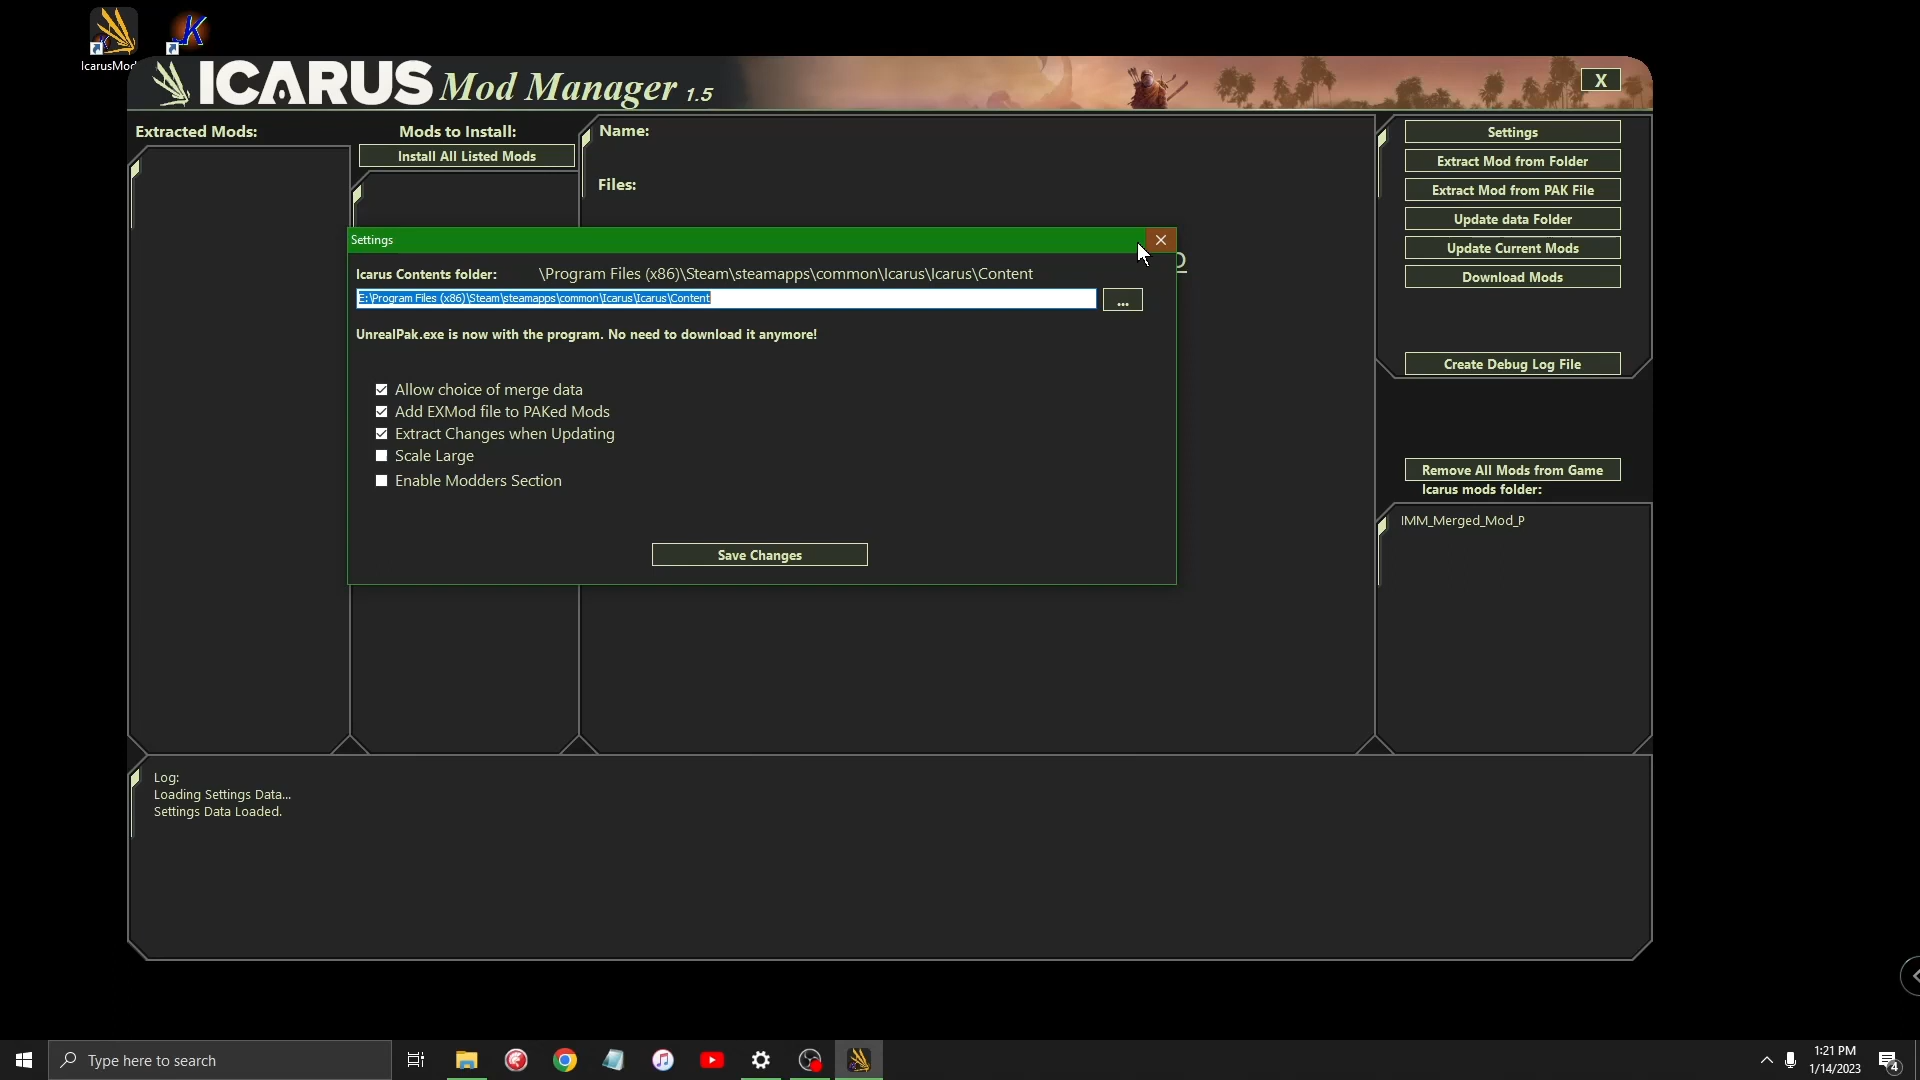 IcarusMod
ICARUS Mod Manager 1.5
X
Extracted Mods:
Mods to Install:
Install All Listed Mods
Name:
Files:
Settings
Extract Mod from Folder
Extract Mod from PAK File
Update data Folder
Update Current Mods
Download Mods
Create Debug Log File
Remove All Mods from Game
Icarus mods folder:
IMM_Merged_Mod_P
Settings
Icarus Contents folder: \Program Files (x86)\Steam\steamapps\common\Icarus\Icarus\Content
E:\Program Files (x86)\Steam\steamapps\common\Icarus\Icarus\Content
...
UnrealPak.exe is now with the program. No need to download it anymore!
Allow choice of merge data
Add EXMod file to PAKed Mods
Extract Changes when Updating
Scale Large
Enable Modders Section
Save Changes
Log:
Loading Settings Data...
Settings Data Loaded.
Type here to search
1:21 PM
1/14/2023
4